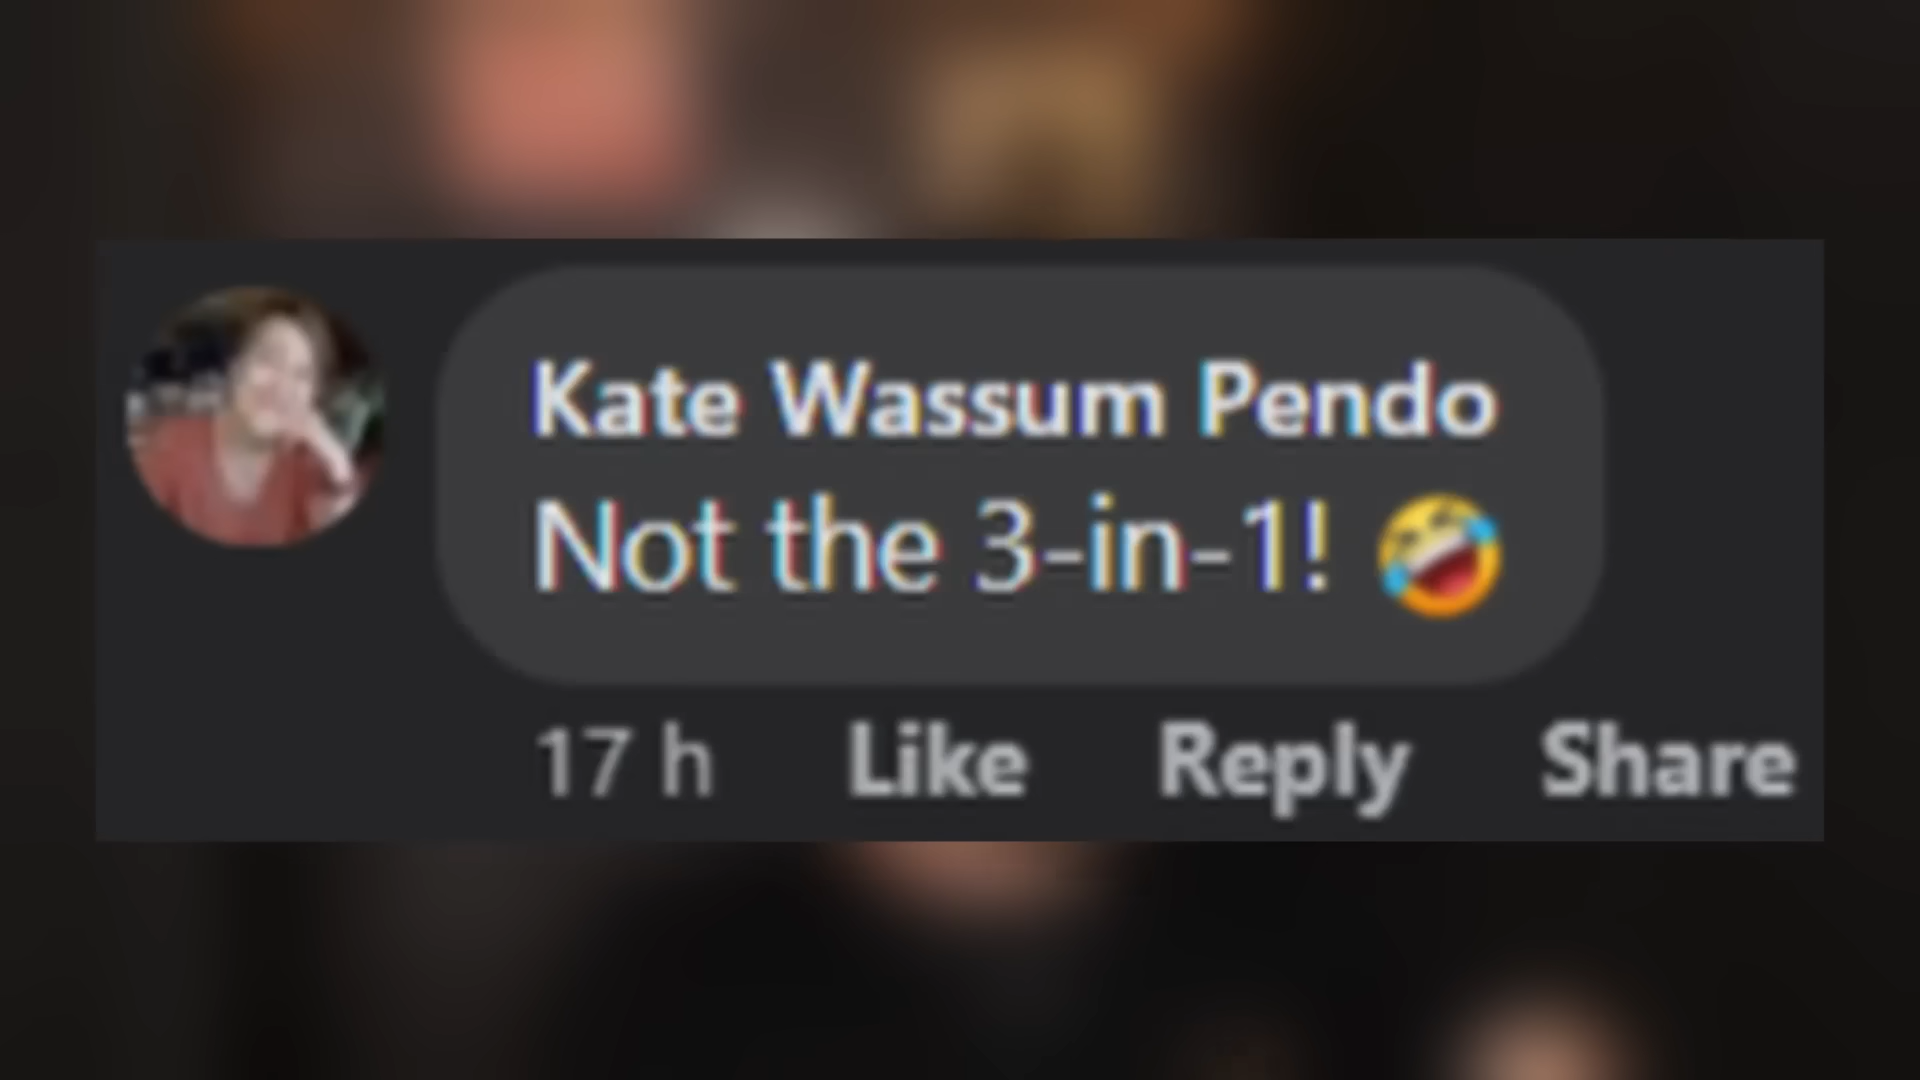 Kate Wassum Pendo
Not the 3-in-1! 🤣
17 h Like Reply Share